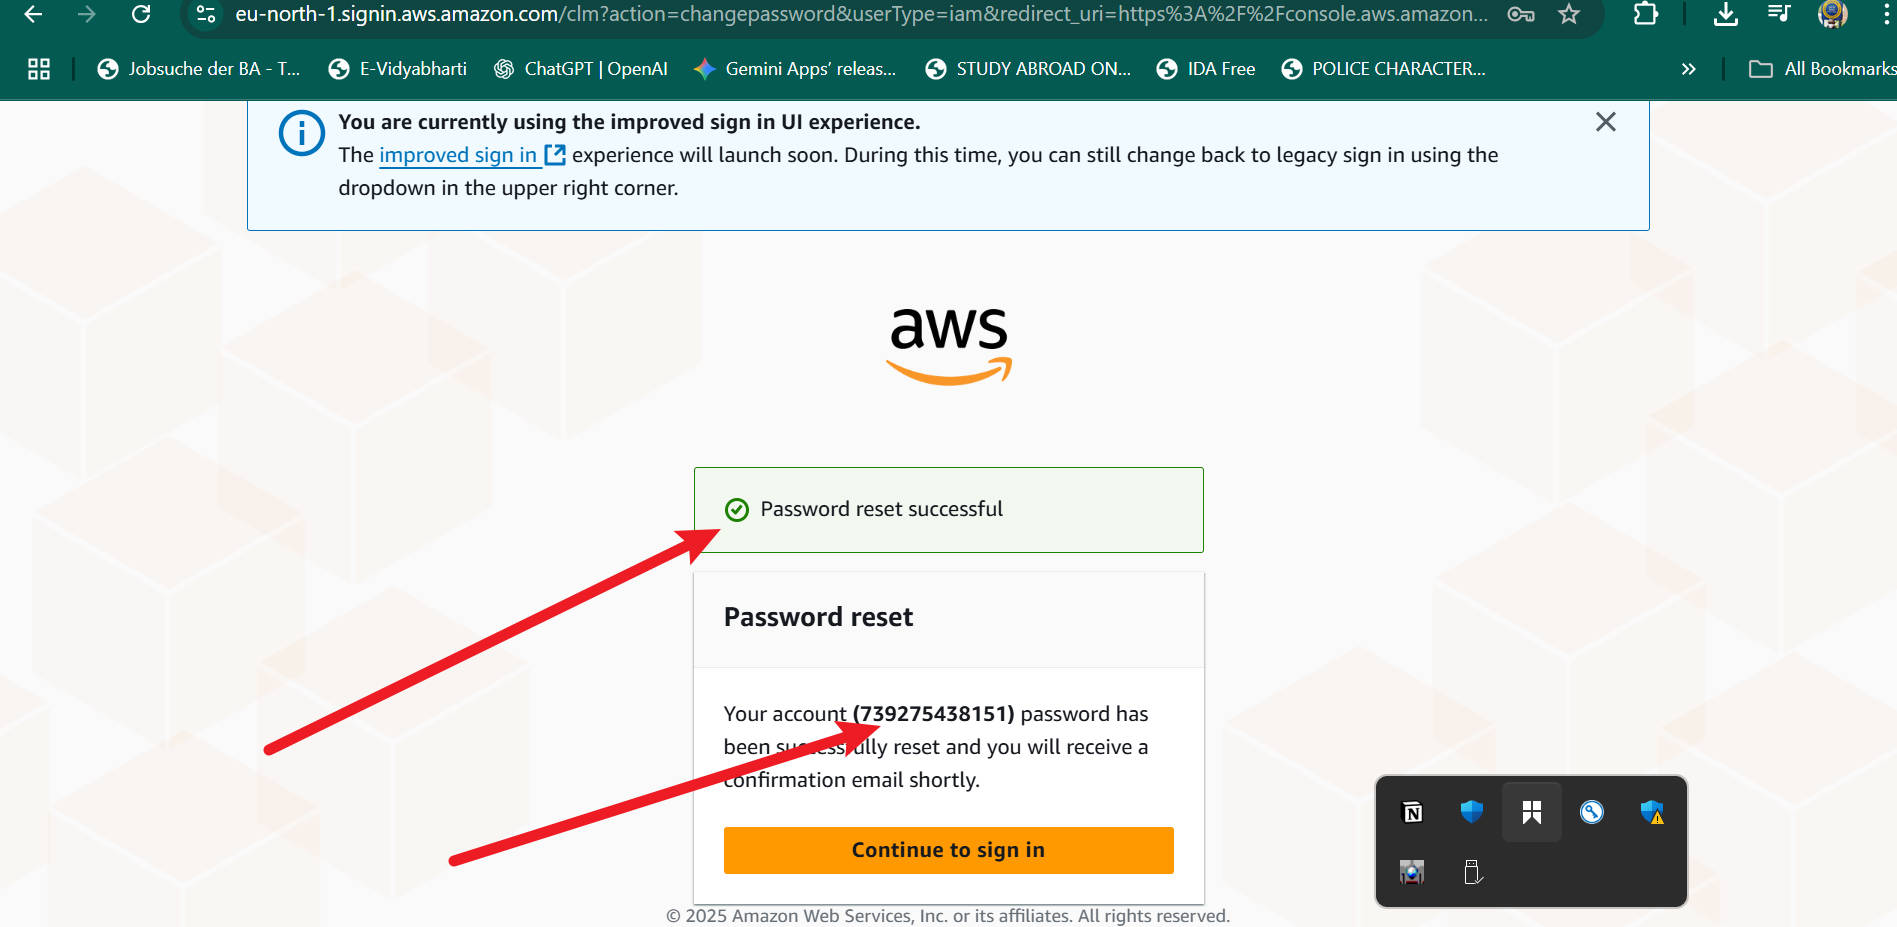 eu-north-1.signin.aws.amazon.com/clm?action=changepassword&userType=iam&redirect_uri=https%3A%2F%2Fconsole.aws.amazon...
Jobsuche der BA - T... E-Vidyabharti ChatGPT | OpenAI Gemini Apps’ releas... STUDY ABROAD ON... IDA Free POLICE CHARACTER... » All Bookmarks
You are currently using the improved sign in UI experience.
The improved sign in experience will launch soon. During this time, you can still change back to legacy sign in using the
dropdown in the upper right corner.
aws
Password reset successful
Password reset
Your account (739275438151) password has
been successfully reset and you will receive a
confirmation email shortly.
Continue to sign in
© 2025 Amazon Web Services, Inc. or its affiliates. All rights reserved.